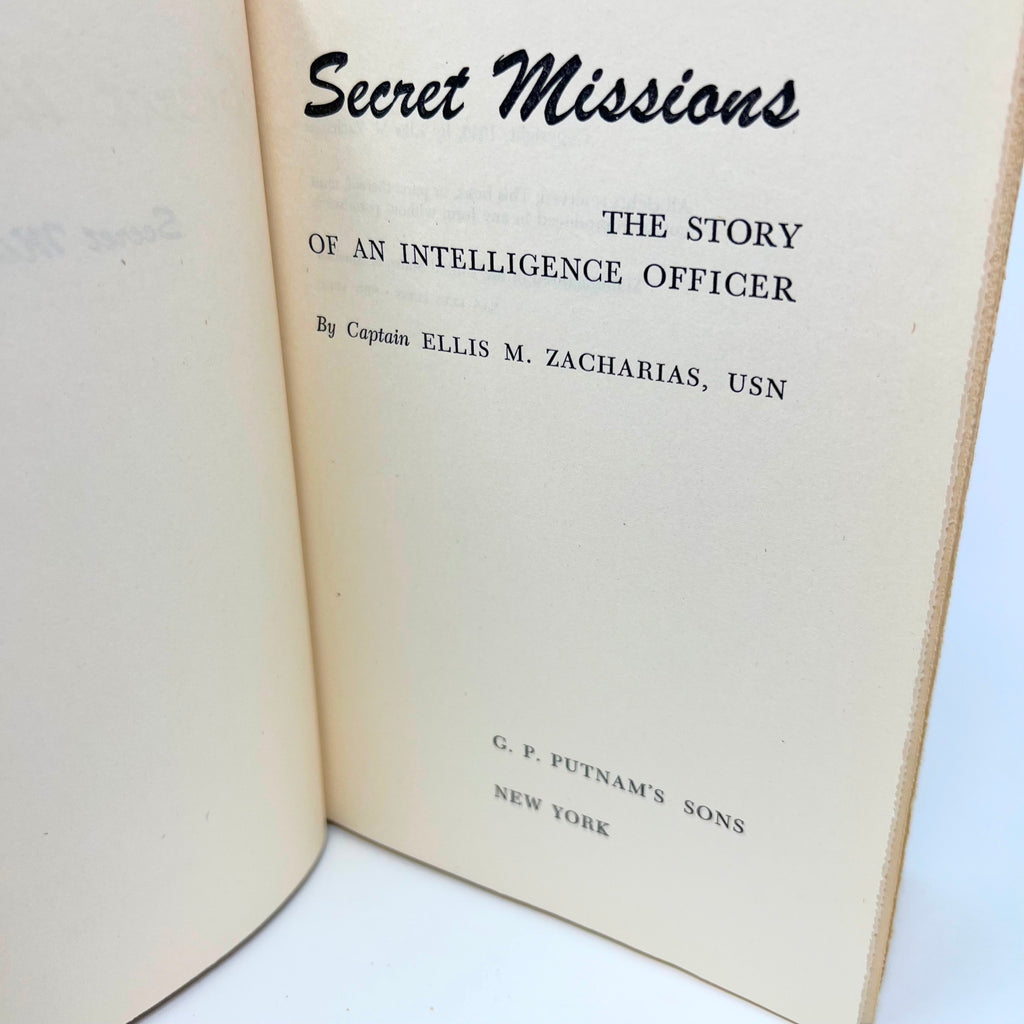 Secret Missions
THE STORY
OF AN INTELLIGENCE OFFICER
By Captain ELLIS M. ZACHARIAS, USN
G. P. PUTNAM'S SONS
NEW YORK